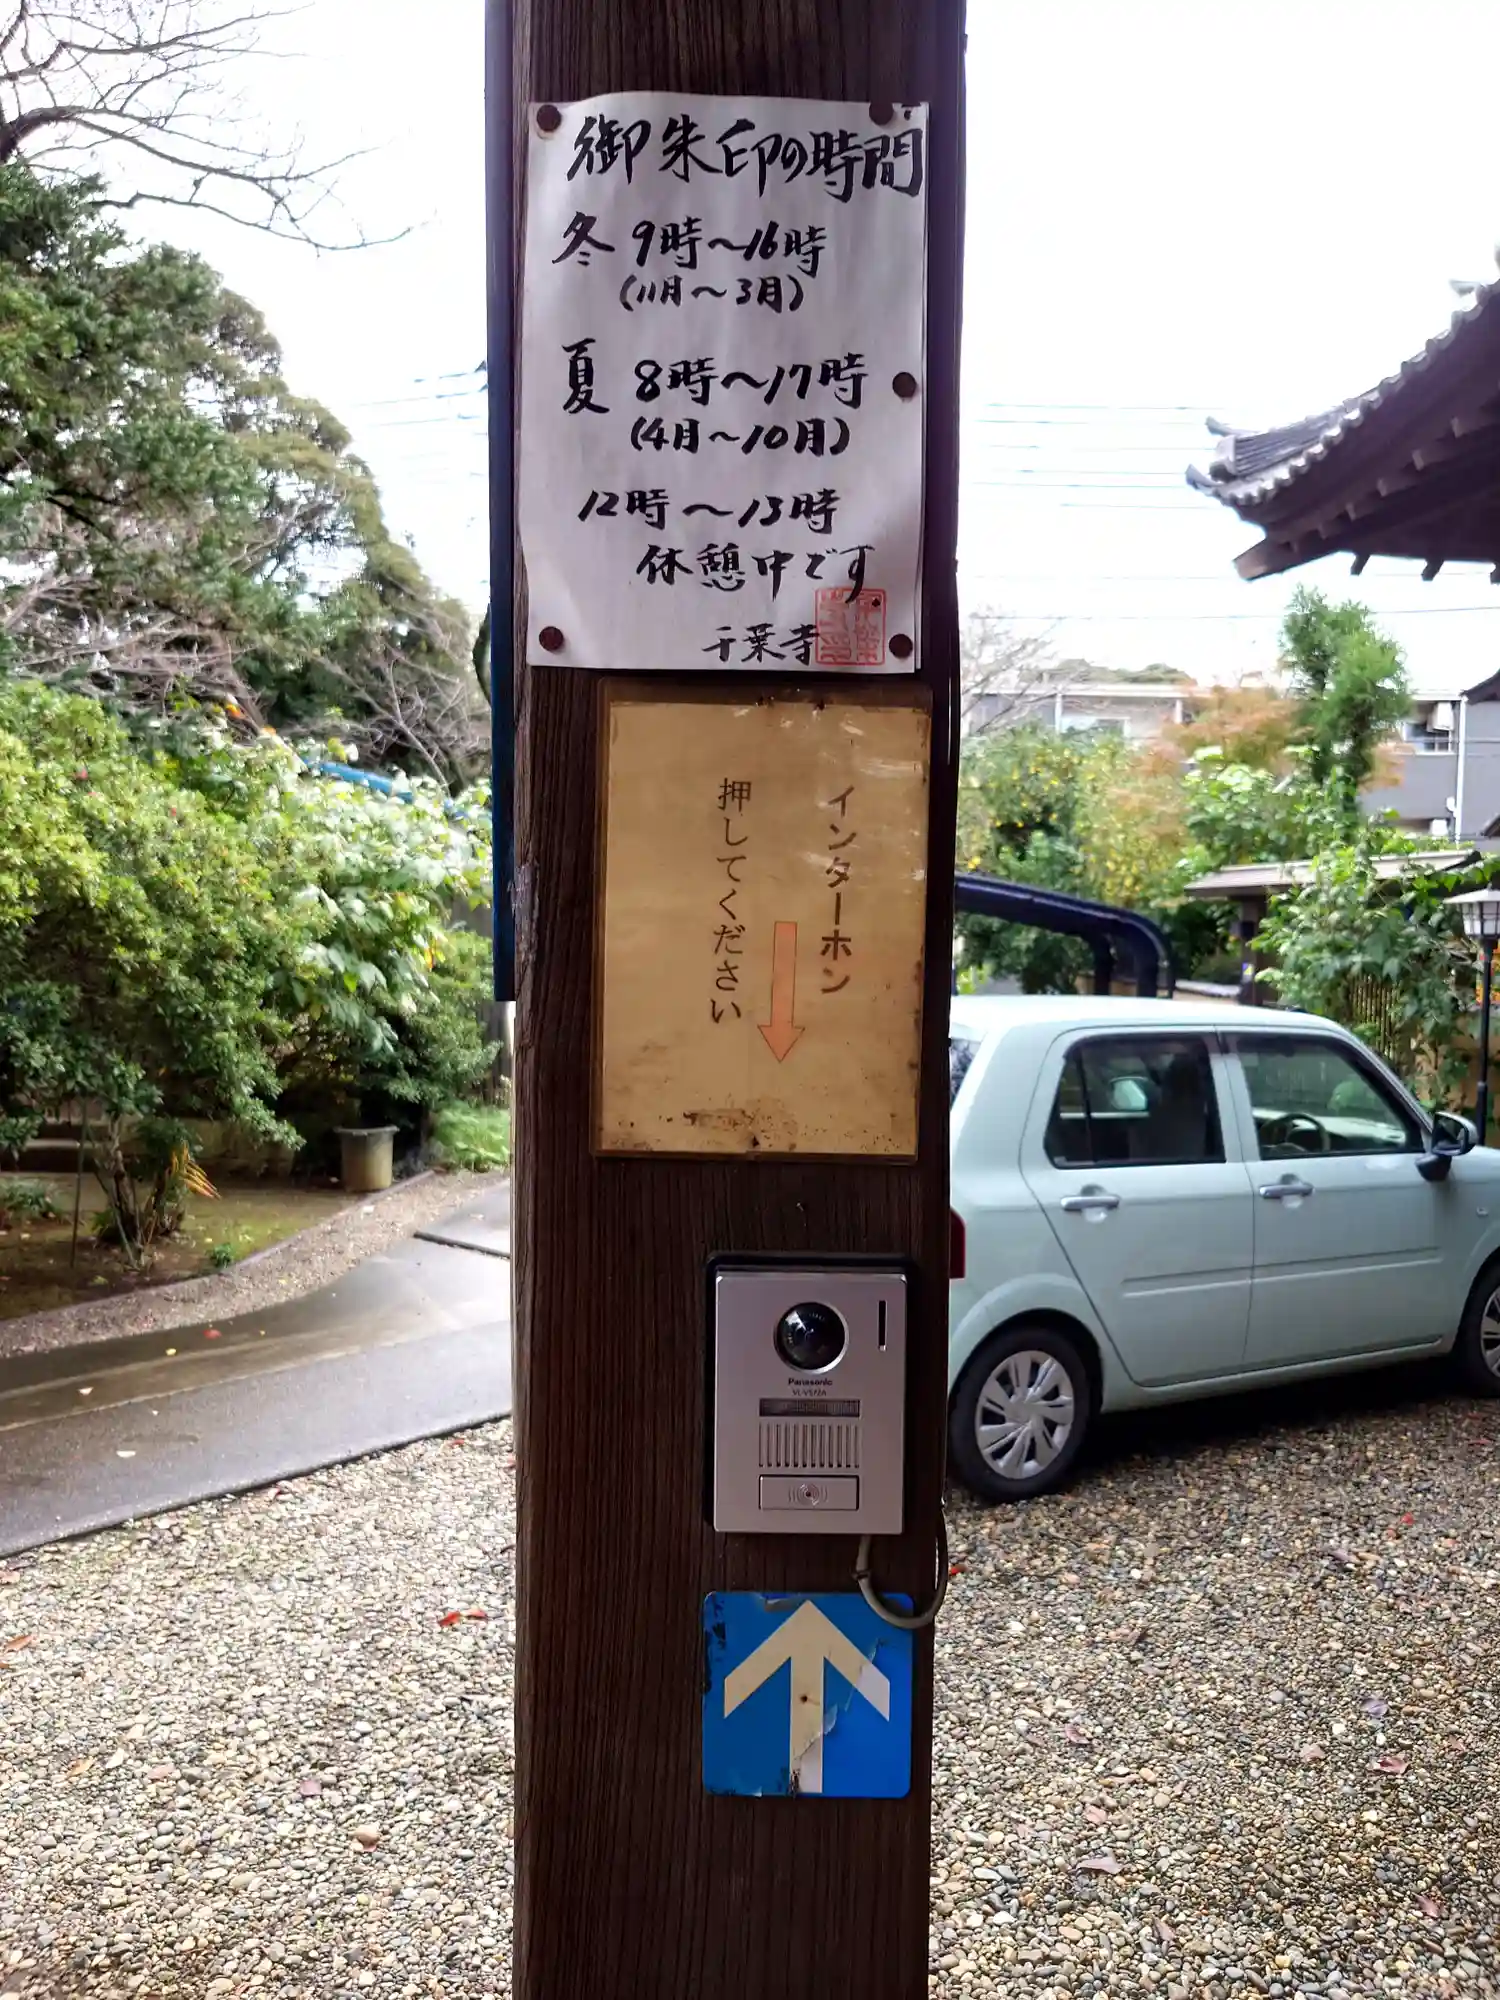 御朱印の時間
冬 9時〜16時
(11月〜3月)
夏 8時〜17時
(4月〜10月)
12時〜13時
休憩中です
千葉寺
インターホン
押してください
Panasonic